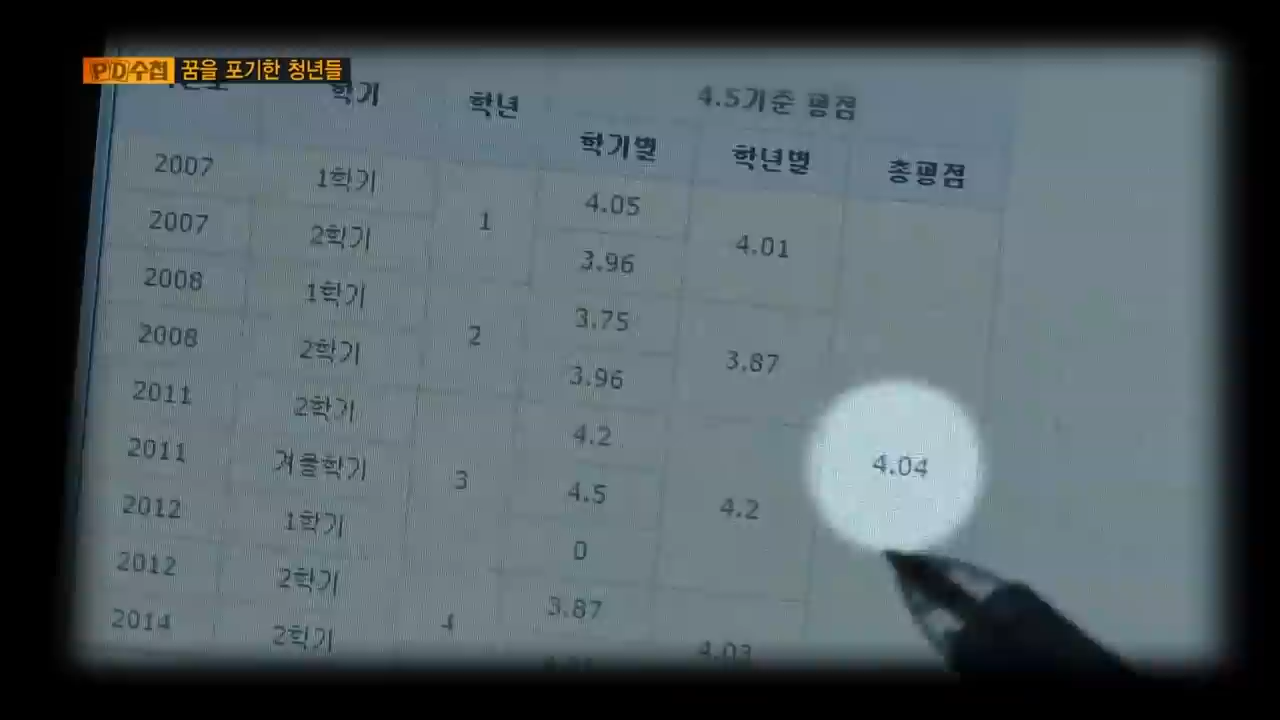 PD수첩 꿈을 포기한 청년들
학기 학년 4.5기준 평점
학기별 학년별 총평점
2007 1학기 1 4.05 4.01
2007 2학기 3.96
2008 1학기 2 3.75 3.87
2008 2학기 3.96
2011 2학기 3 4.2 4.2 4.04
2011 겨울학기 4.5
2012 1학기 0
2012 2학기 4 3.87 4.03
2014 2학기